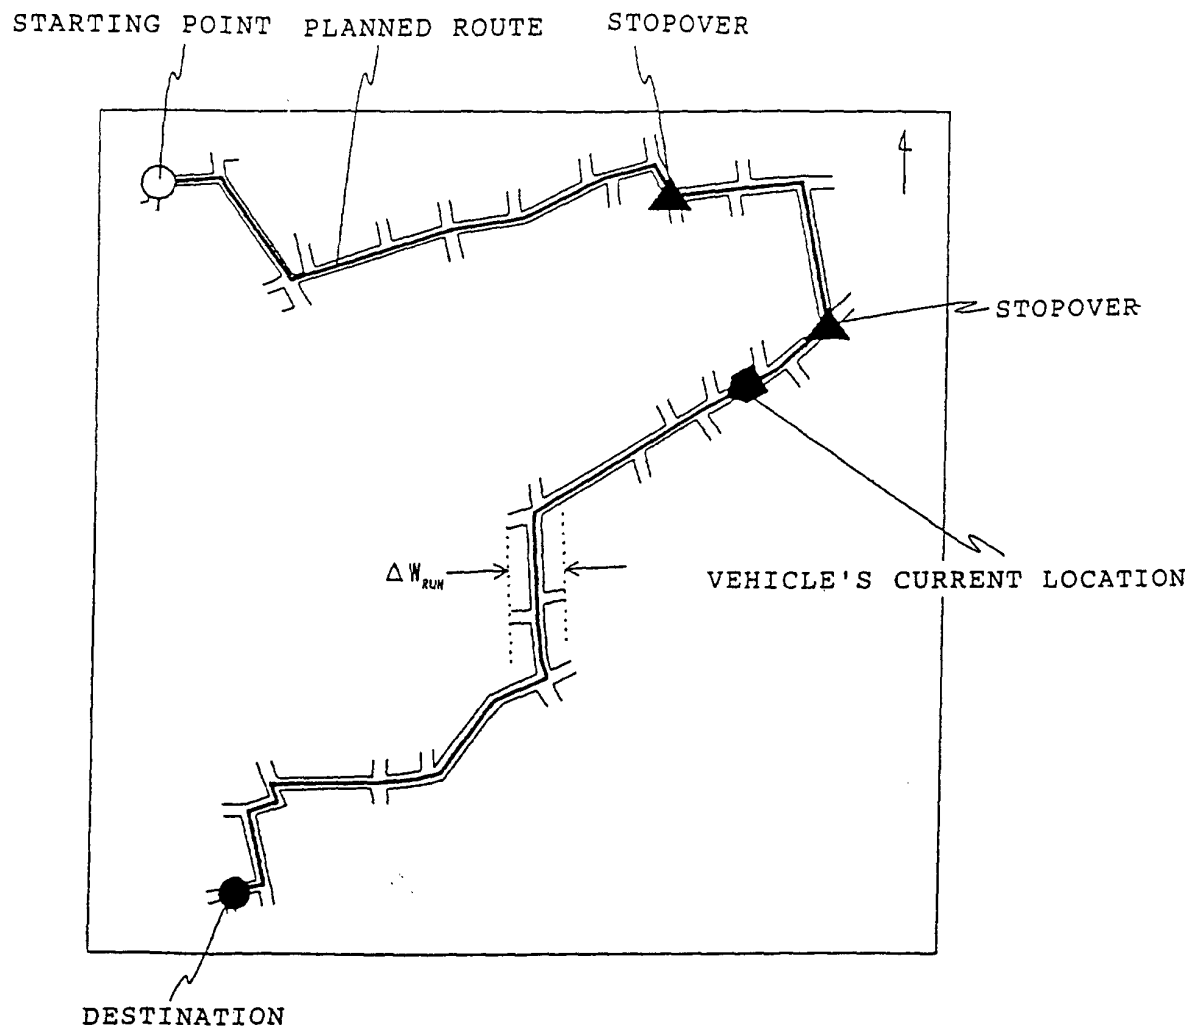 STARTING POINT
PLANNED ROUTE
STOPOVER
STOPOVER
ΔW_RUN
VEHICLE'S CURRENT LOCATION
DESTINATION